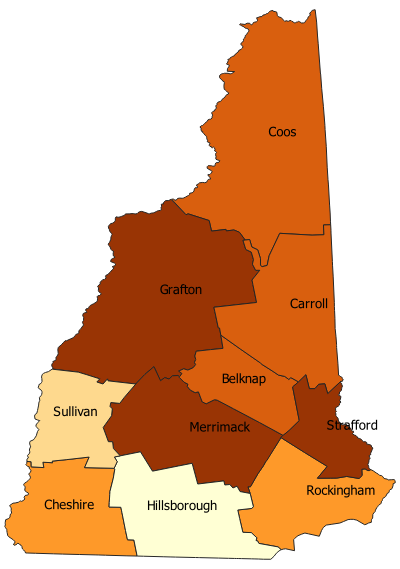 Coos
Grafton
Carroll
Belknap
Sullivan
Merrimack
Strafford
Rockingham
Cheshire
Hillsborough